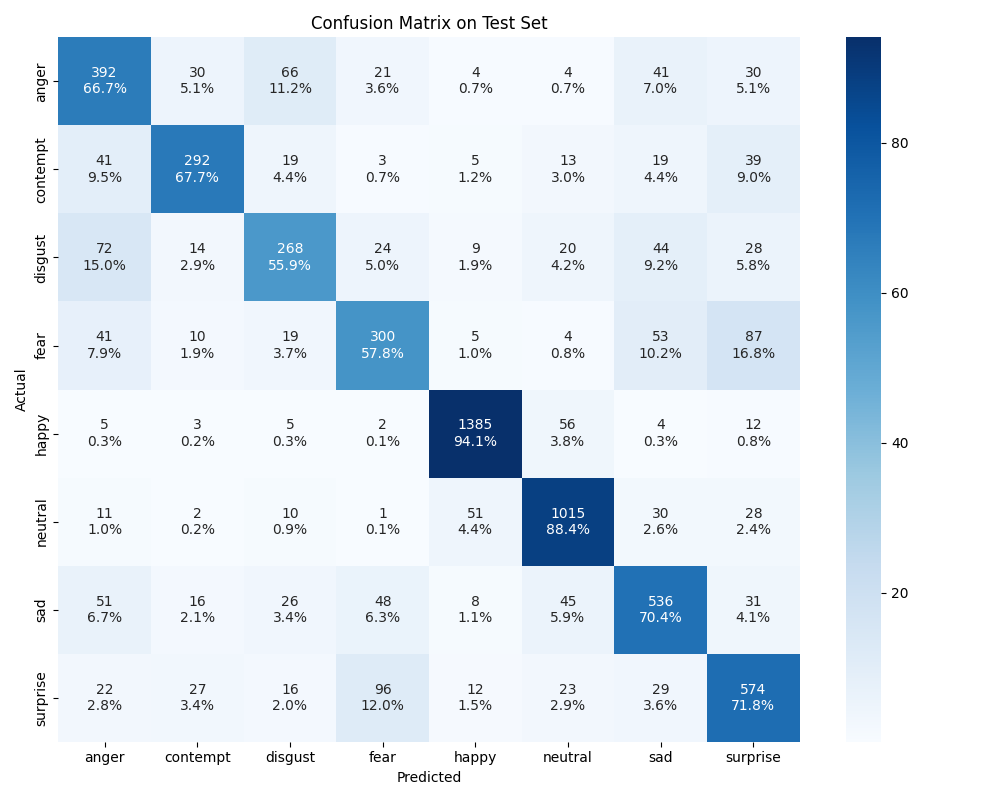 Confusion Matrix on Test Set
anger
392 30 66 21 4 4 41 30
66.7% 5.1% 11.2% 3.6% 0.7% 0.7% 7.0% 5.1%
contempt
41 292 19 3 5 13 19 39
9.5% 67.7% 4.4% 0.7% 1.2% 3.0% 4.4% 9.0%
disgust
72 14 268 24 9 20 44 28
15.0% 2.9% 55.9% 5.0% 1.9% 4.2% 9.2% 5.8%
fear
41 10 19 300 5 4 53 87
7.9% 1.9% 3.7% 57.8% 1.0% 0.8% 10.2% 16.8%
happy
5 3 5 2 1385 56 4 12
0.3% 0.2% 0.3% 0.1% 94.1% 3.8% 0.3% 0.8%
neutral
11 2 10 1 51 1015 30 28
1.0% 0.2% 0.9% 0.1% 4.4% 88.4% 2.6% 2.4%
sad
51 16 26 48 8 45 536 31
6.7% 2.1% 3.4% 6.3% 1.1% 5.9% 70.4% 4.1%
surprise
22 27 16 96 12 23 29 574
2.8% 3.4% 2.0% 12.0% 1.5% 2.9% 3.6% 71.8%
Actual
anger contempt disgust fear happy neutral sad surprise
Predicted
80
60
40
20